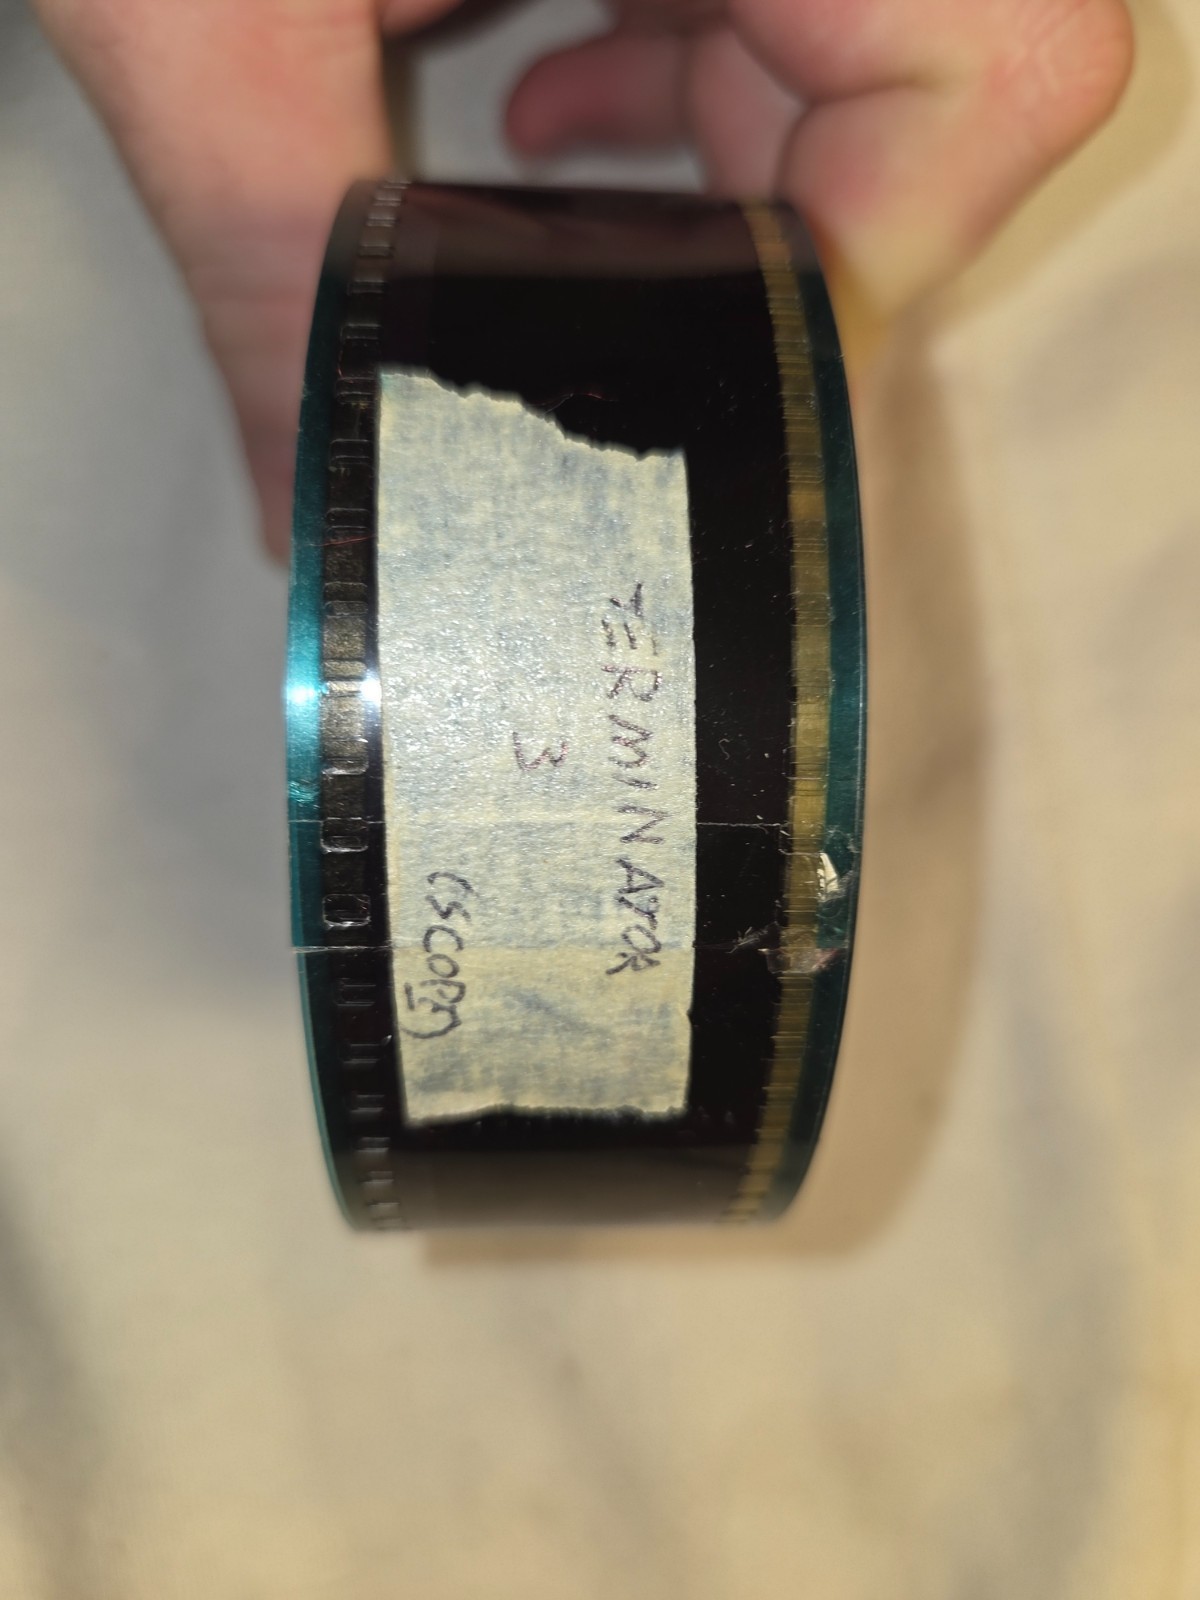 TERMINATOR
3
(SCOPE)